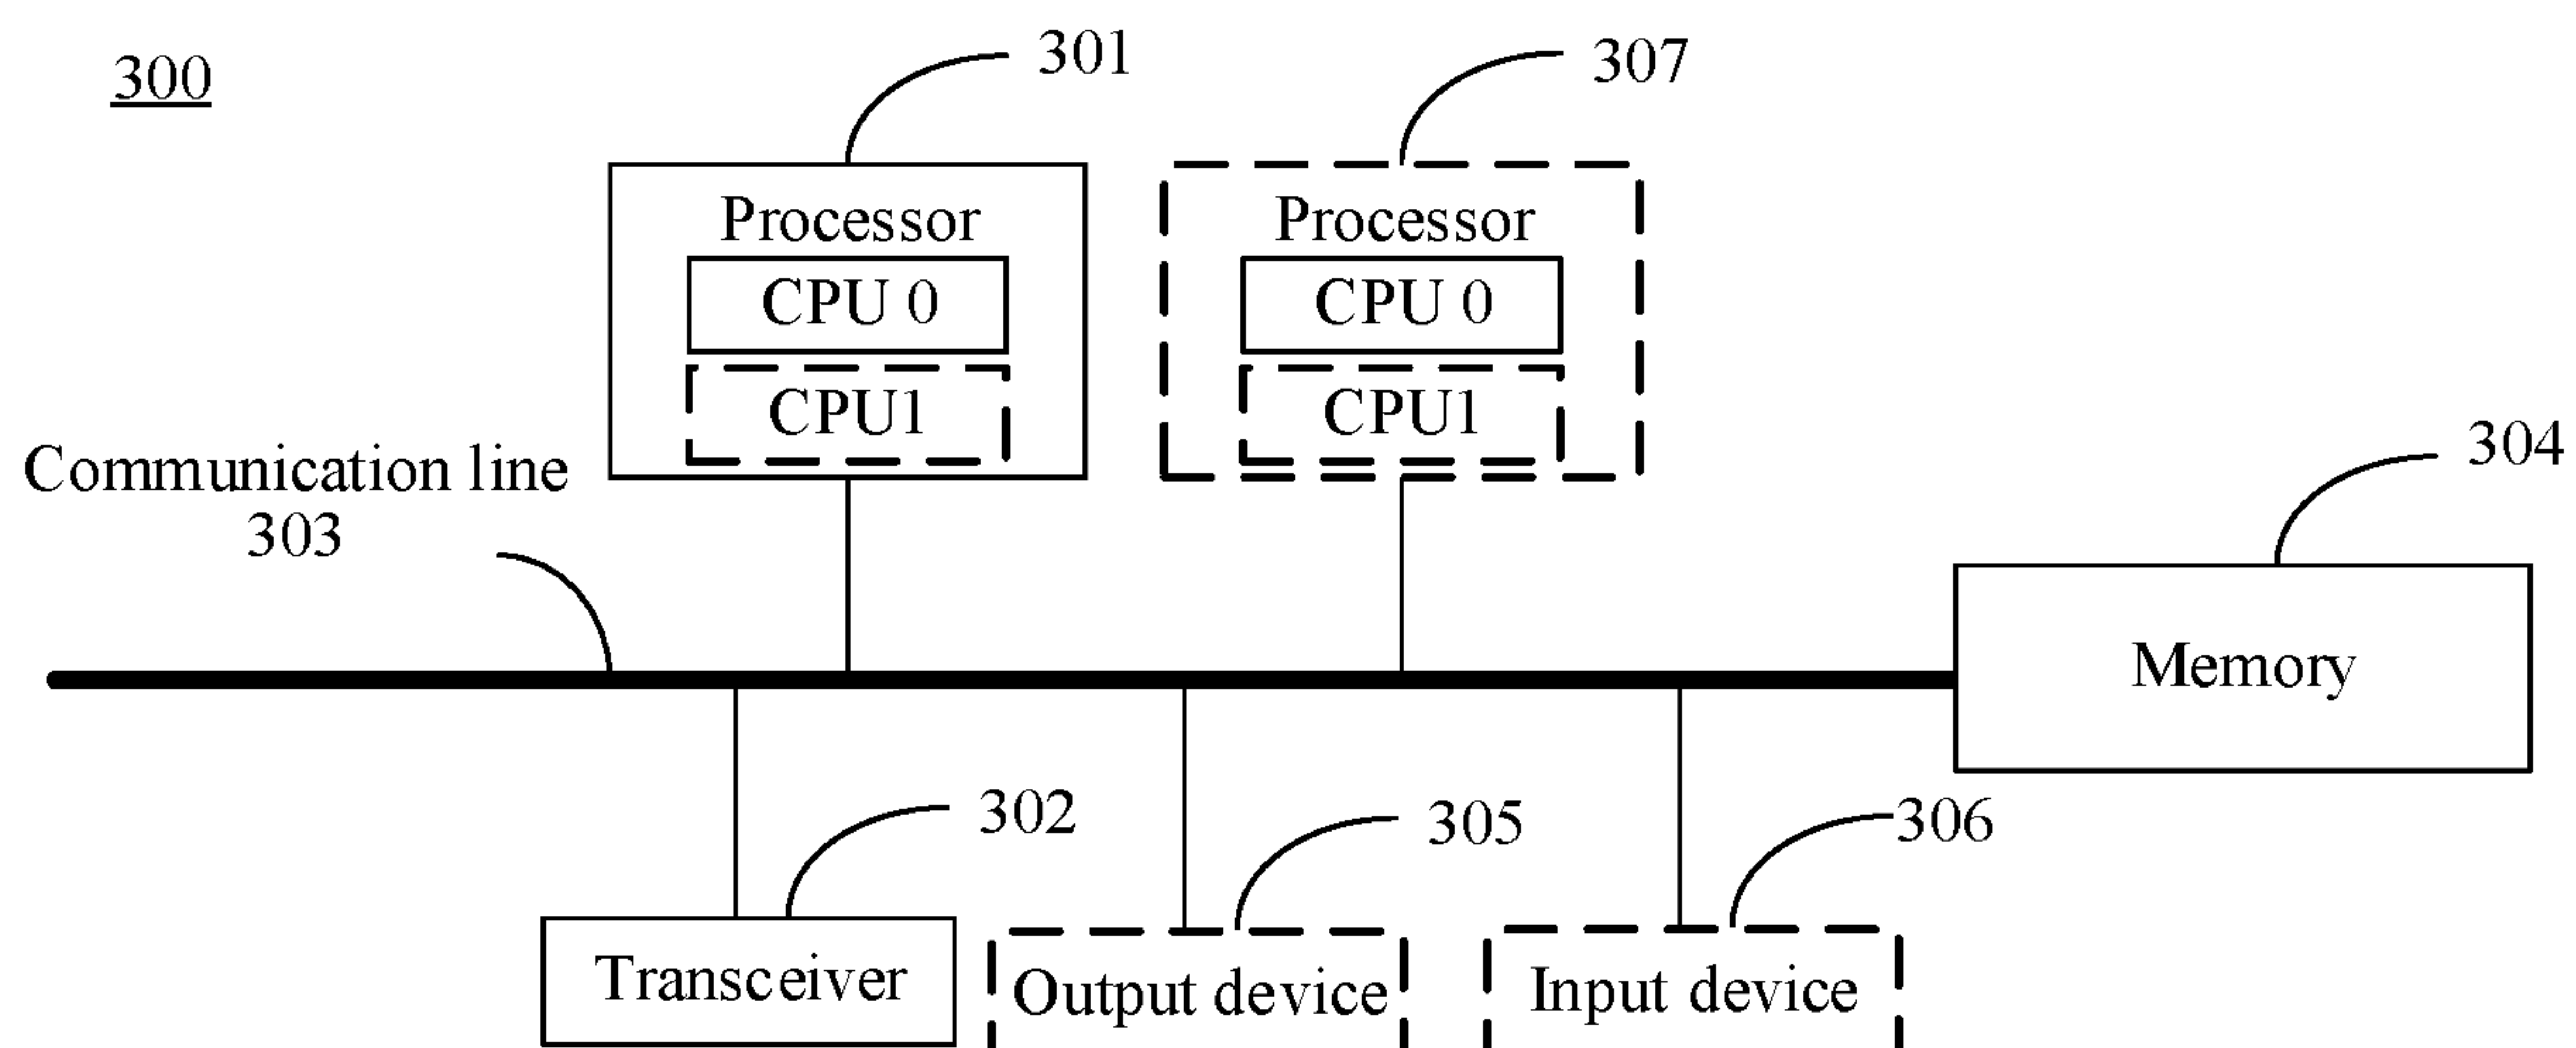 300
301
307
Processor
CPU 0
CPU1
Processor
CPU 0
CPU1
Communication line
303
304
Memory
302
305
306
Transceiver
Output device
Input device